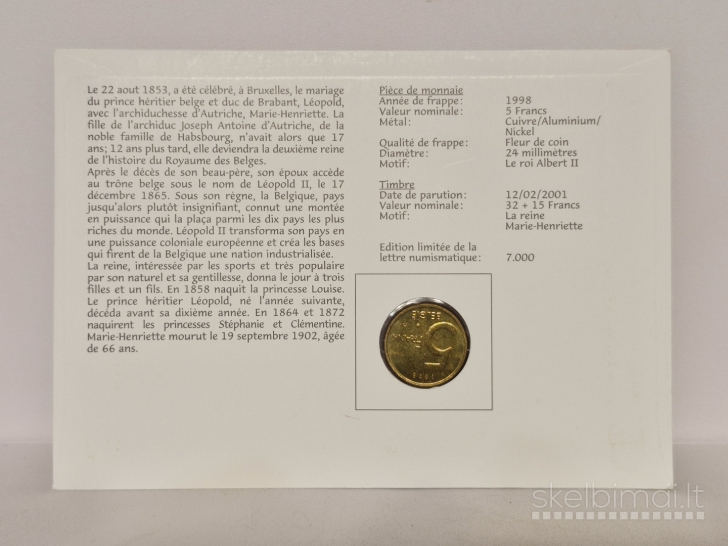 Le 22 aout 1853, a été célébré, à Bruxelles, le mariage
du prince héritier belge et duc de Brabant, Léopold,
avec l'archiduchesse d'Autriche, Marie-Henriette. La
fille de l'archiduc Joseph Antoine d'Autriche, de la
noble famille de Habsbourg, n'avait alors que 17
ans; 12 ans plus tard, elle deviendra la deuxième reine
de l'histoire du Royaume des Belges.
Après le décès de son beau-père, son époux accède
au trône belge sous le nom de Léopold II, le 17
décembre 1865. Sous son règne, la Belgique, pays
jusqu'alors plutôt insignifiant, connut une montée
en puissance qui la plaça parmi les dix pays les plus
riches du monde. Léopold II transforma son pays en
une puissance coloniale européenne et créa les bases
qui firent de la Belgique une nation industrialisée.
La reine, intéressée par les sports et très populaire
par son naturel et sa gentillesse, donna le jour à trois
filles et un fils. En 1858 naquit la princesse Louise.
Le prince héritier Léopold, né l'année suivante,
décéda avant sa dixième année. En 1864 et 1872
naquirent les princesses Stéphanie et Clémentine.
Marie-Henriette mourut le 19 septembre 1902, âgée
de 66 ans.
Pièce de monnaie
Année de frappe: 1998
Valeur nominale: 5 Francs
Métal: Cuivre/Aluminium/
Nickel
Qualité de frappe: Fleur de coin
Diamètre: 24 millimètres
Motif: Le roi Albert II
Timbre
Date de parution: 12/02/2001
Valeur nominale: 32 + 15 Francs
Motif: La reine
Marie-Henriette
Edition limitée de la
lettre numismatique: 7.000
BELGIE
5
1998
skelbimai.lt